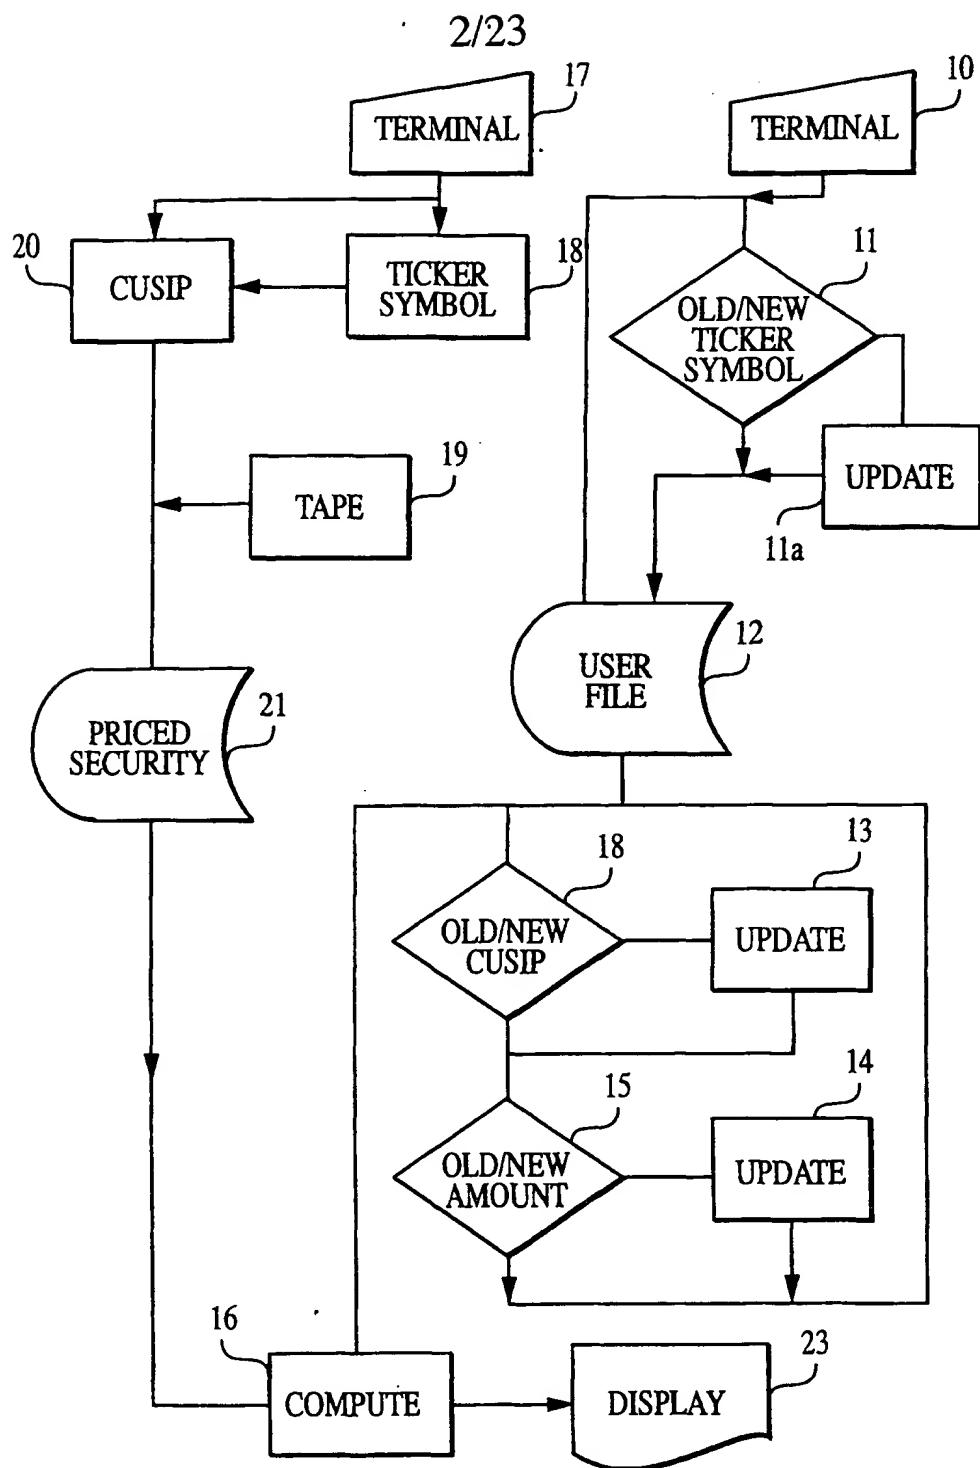 2/23
17
TERMINAL
10
TERMINAL
20
CUSIP
18
TICKER
SYMBOL
11
OLD/NEW
TICKER
SYMBOL
19
TAPE
UPDATE
11a
12
USER
FILE
21
PRICED
SECURITY
18
OLD/NEW
CUSIP
13
UPDATE
15
OLD/NEW
AMOUNT
14
UPDATE
16
COMPUTE
23
DISPLAY